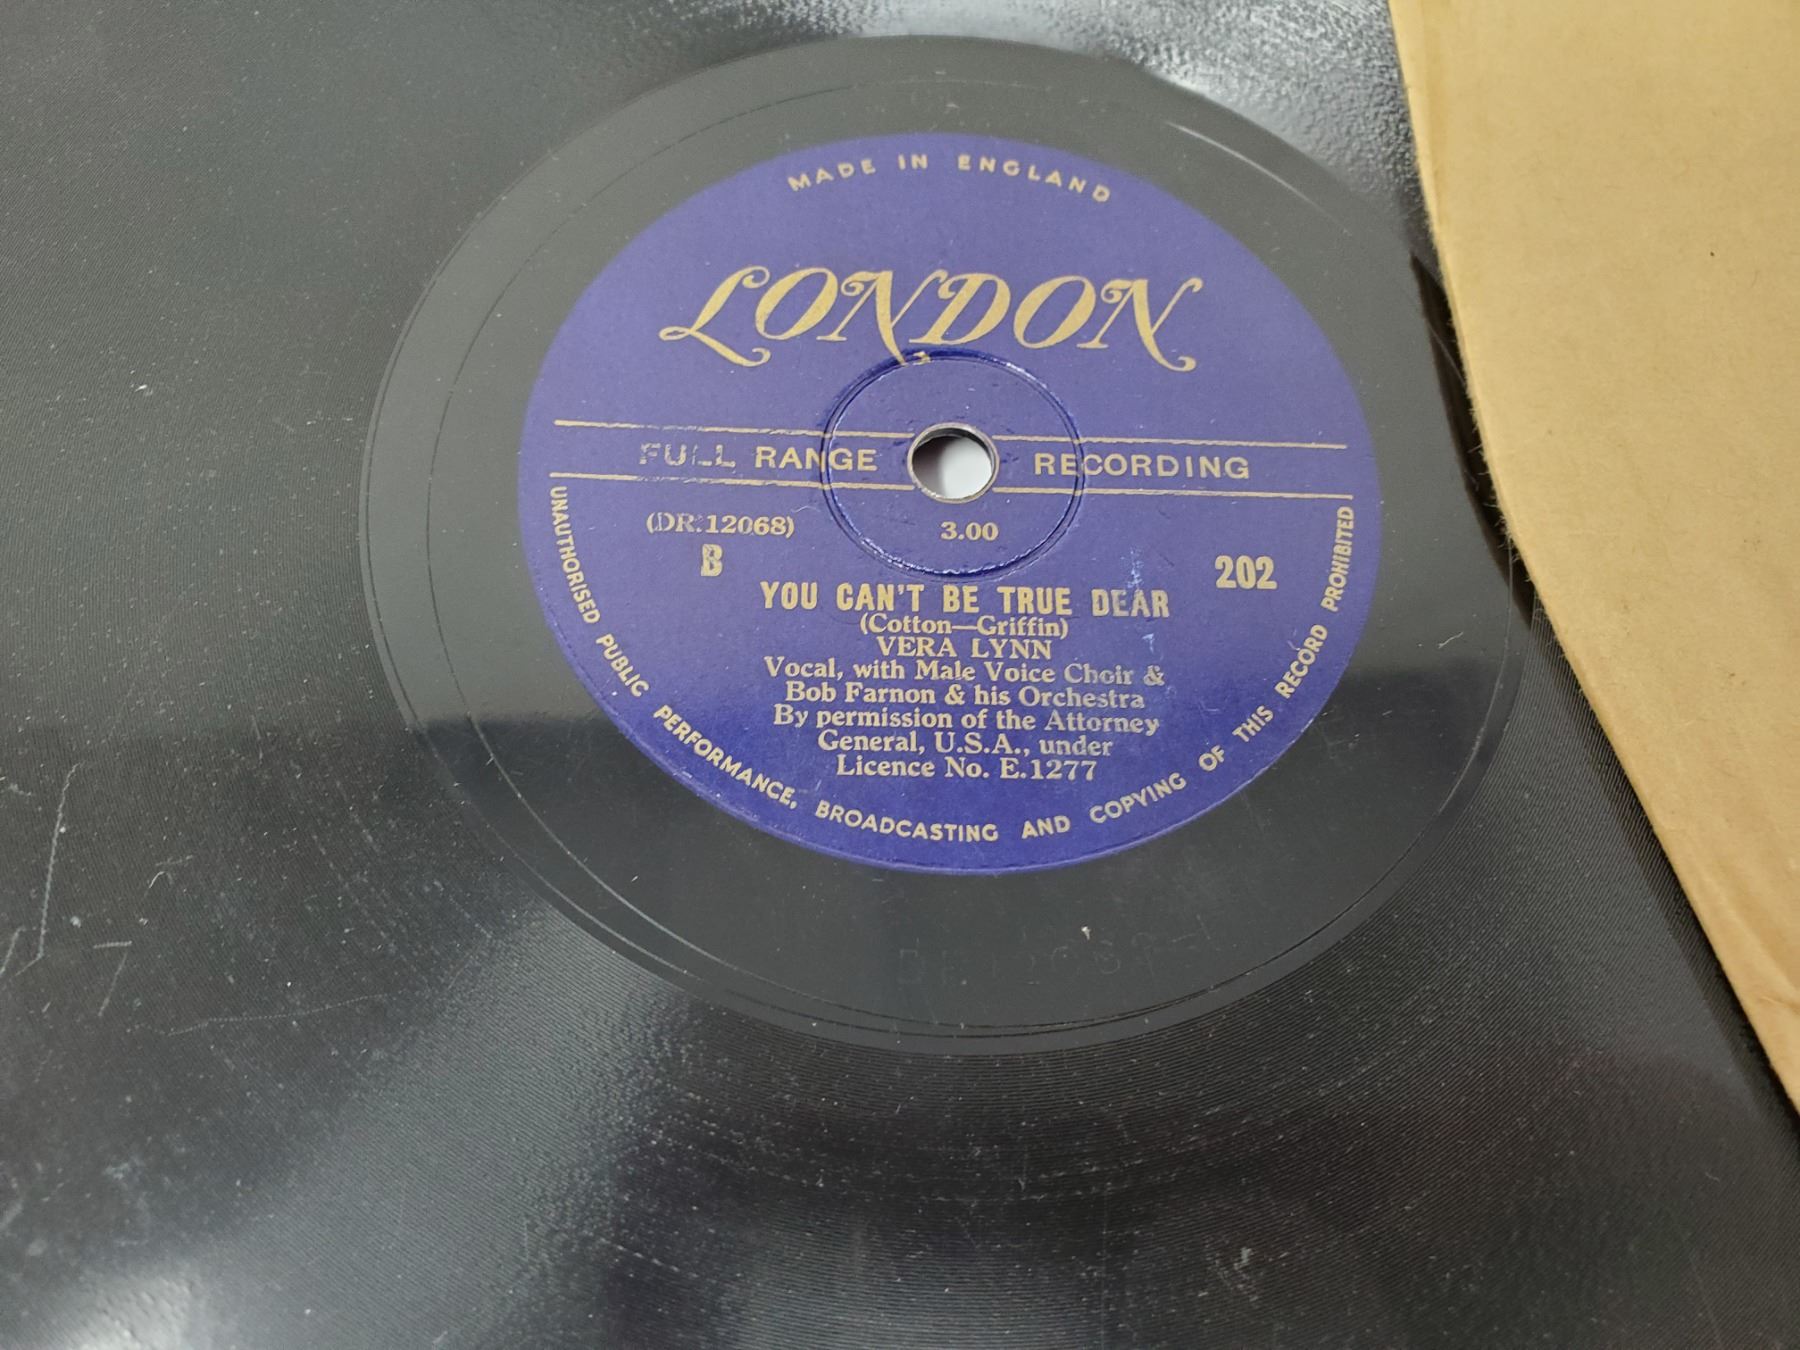 MADE IN ENGLAND
LONDON
FULL RANGE RECORDING
(DR.12068) 3.00
B 202
YOU CAN'T BE TRUE DEAR
(Cotton—Griffin)
VERA LYNN
Vocal, with Male Voice Choir &
Bob Farnon & his Orchestra
By permission of the Attorney
General, U.S.A., under
Licence No. E.1277
UNAUTHORISED PUBLIC PERFORMANCE, BROADCASTING AND COPYING OF THIS RECORD PROHIBITED